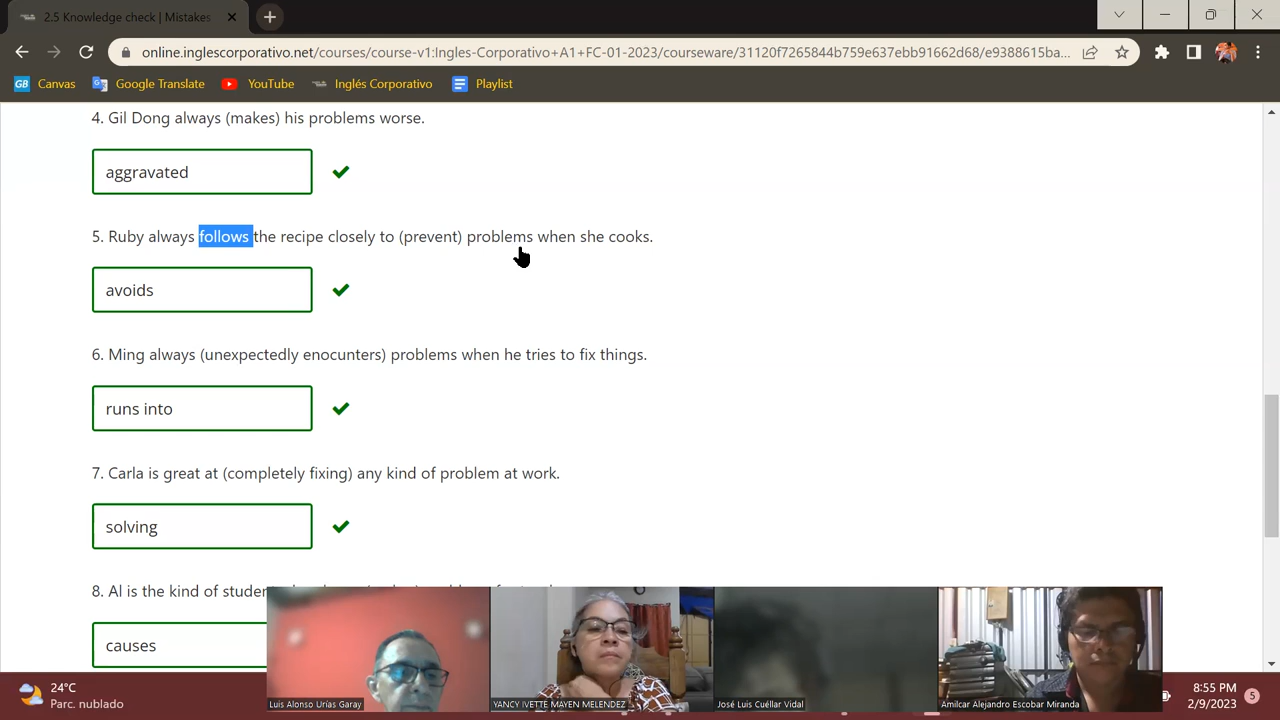 2.5 Knowledge check | Mistakes
online.inglescorporativo.net/courses/course-v1:Ingles-Corporativo+A1+FC-01-2023/courseware/31120f7265844b759e637ebb91662d68/e9388615ba...
GB Canvas Google Translate YouTube Inglés Corporativo Playlist
4. Gil Dong always (makes) his problems worse.
aggravated
5. Ruby always follows the recipe closely to (prevent) problems when she cooks.
avoids
6. Ming always (unexpectedly enocunters) problems when he tries to fix things.
runs into
7. Carla is great at (completely fixing) any kind of problem at work.
solving
8. Al is the kind of student
causes
Luis Alonso Urías Garay
YANCY IVETTE MAYEN MELENDEZ
José Luis Cuéllar Vidal
Amilcar Alejandro Escobar Miranda
24°C
Parc. nublado
8:55 PM
2/9/2023
5